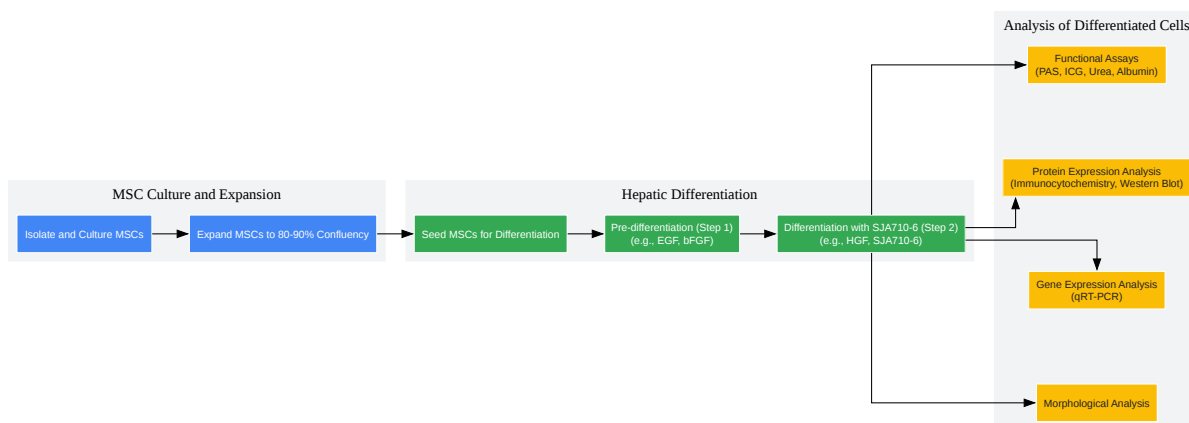 MSC Culture and Expansion
Isolate and Culture MSCs
Expand MSCs to 80-90% Confluency
Hepatic Differentiation
Seed MSCs for Differentiation
Pre-differentiation (Step 1)
(e.g., EGF, bFGF)
Differentiation with SJA710-6 (Step 2)
(e.g., HGF, SJA710-6)
Analysis of Differentiated Cells
Functional Assays
(PAS, ICG, Urea, Albumin)
Protein Expression Analysis
(Immunocytochemistry, Western Blot)
Gene Expression Analysis
(qRT-PCR)
Morphological Analysis